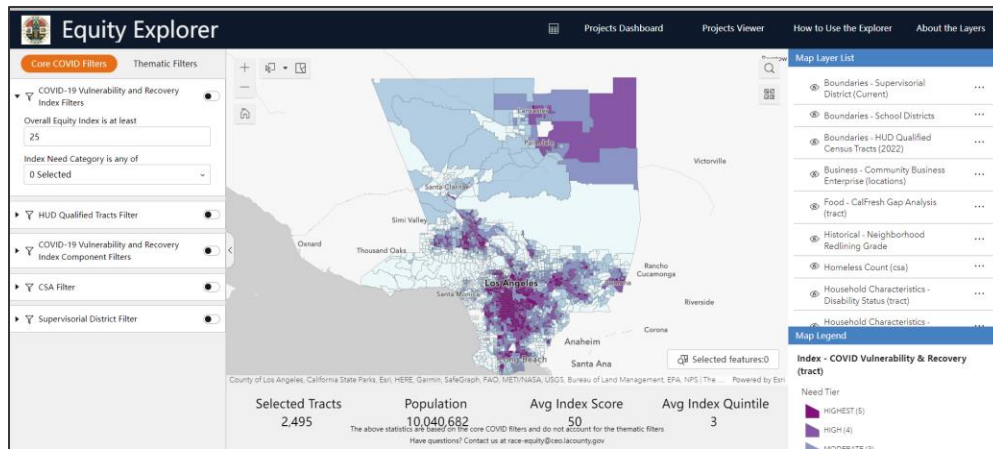 Equity Explorer
Projects Dashboard
Projects Viewer
How to Use the Explorer
About the Layers
Core COVID Filters
Thematic Filters
COVID-19 Vulnerability and Recovery
Index Filters
Overall Equity Index is at least
25
Index Need Category is any of
0 Selected
HUD Qualified Tracts Filter
COVID-19 Vulnerability and Recovery
Index Component Filters
CSA Filter
Supervisorial District Filter
Lancaster
Palmdale
Victorville
Santa Clarita
Simi Valley
Oxnard
Thousand Oaks
Los Angeles
Santa Monica
Rancho
Cucamonga
Pomona
Riverside
Corona
Anaheim
Long Beach
Santa Ana
Selected features:0
County of Los Angeles, California State Parks, Esri, HERE, Garmin, SafeGraph, FAO, METI/NASA, USGS, Bureau of Land Management, EPA, NPS | The ...
Powered by Esri
Selected Tracts
2,495
Population
10,040,682
Avg Index Score
50
Avg Index Quintile
3
The above statistics are based on the core COVID filters and do not account for the thematic filters
Have questions? Contact us at race-equity@ceo.lacounty.gov
Map Layer List
Boundaries - Supervisorial
District (Current)
Boundaries - School Districts
Boundaries - HUD Qualified
Census Tracts (2022)
Business - Community Business
Enterprise (locations)
Food - CalFresh Gap Analysis
(tract)
Historical - Neighborhood
Redlining Grade
Homeless Count (csa)
Household Characteristics -
Disability Status (tract)
Household Characteristics -
Map Legend
Index - COVID Vulnerability & Recovery
(tract)
Need Tier
HIGHEST (5)
HIGH (4)
MODERATE (3)